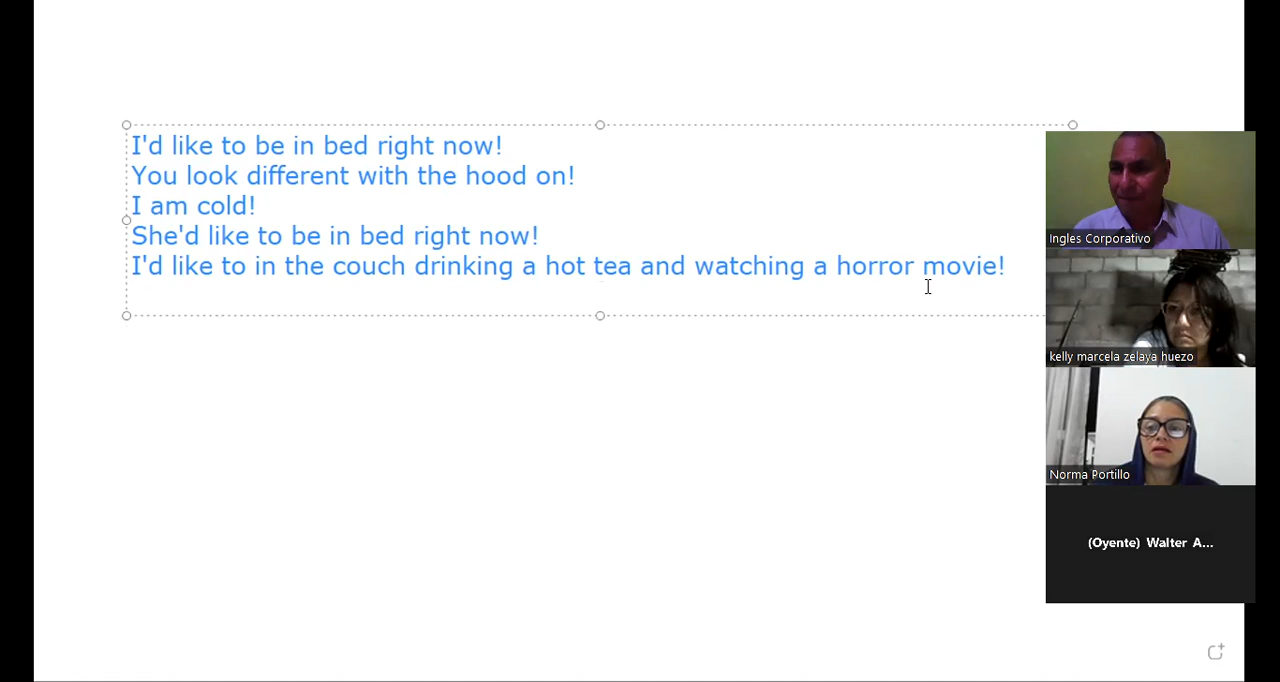 I'd like to be in bed right now!
You look different with the hood on!
I am cold!
She'd like to be in bed right now!
I'd like to in the couch drinking a hot tea and watching a horror movie!
Ingles Corporativo
kelly marcela zelaya huezo
Norma Portillo
(Oyente) Walter A...